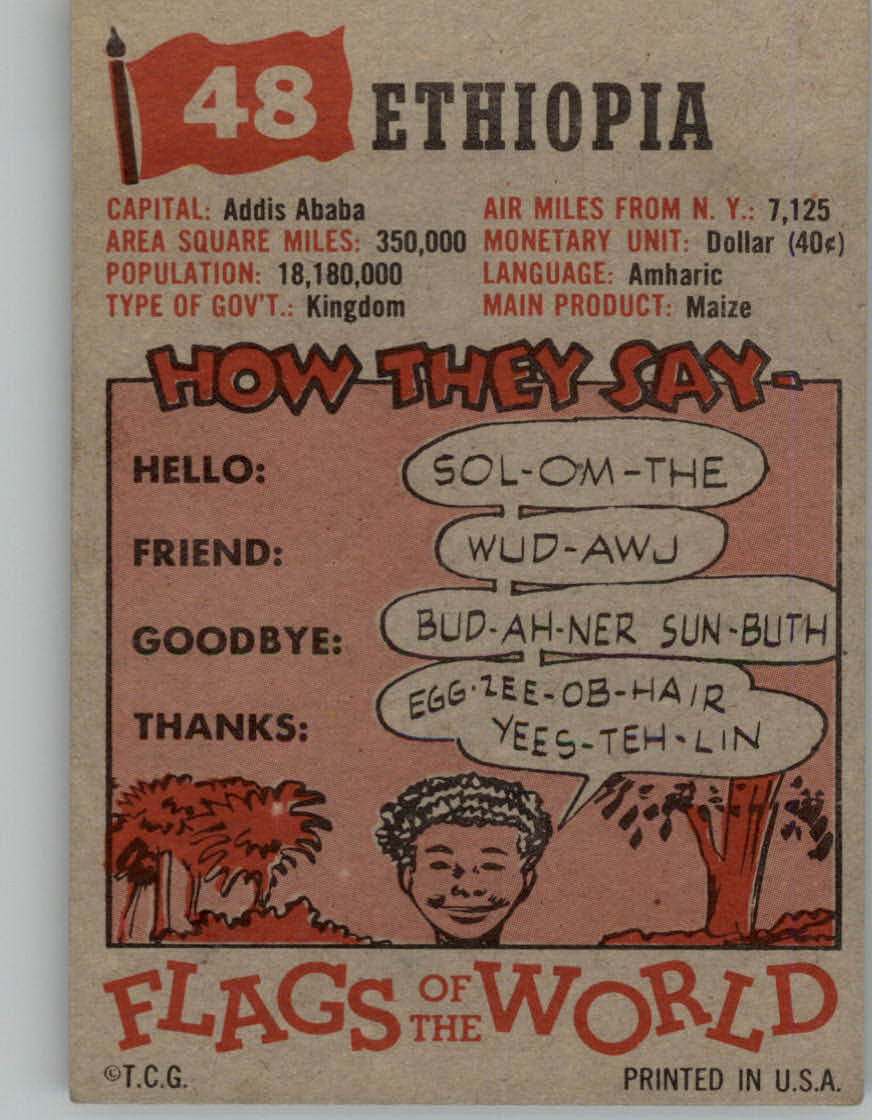 48 ETHIOPIA
CAPITAL: Addis Ababa
AREA SQUARE MILES: 350,000
POPULATION: 18,180,000
TYPE OF GOV'T.: Kingdom
AIR MILES FROM N. Y.: 7,125
MONETARY UNIT: Dollar (40¢)
LANGUAGE: Amharic
MAIN PRODUCT: Maize
HOW THEY SAY-
HELLO: SOL-OM-THE
FRIEND: WUD-AWJ
GOODBYE: BUD-AH-NER SUN-BUTH
THANKS: EGG-ZEE-OB-HAIR
YEES-TEH-LIN
FLAGS OF THE WORLD
©T.C.G.
PRINTED IN U.S.A.